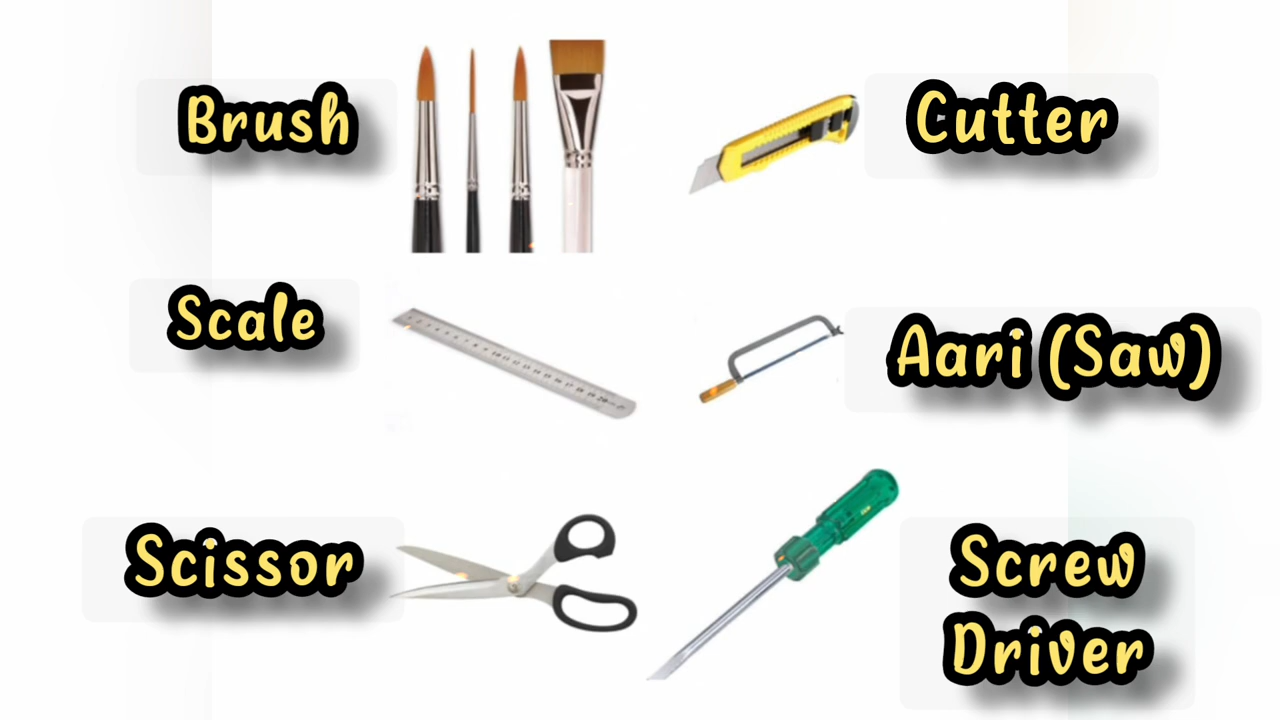 Brush
Cutter
Scale
Aari (Saw)
Scissor
Screw
Driver